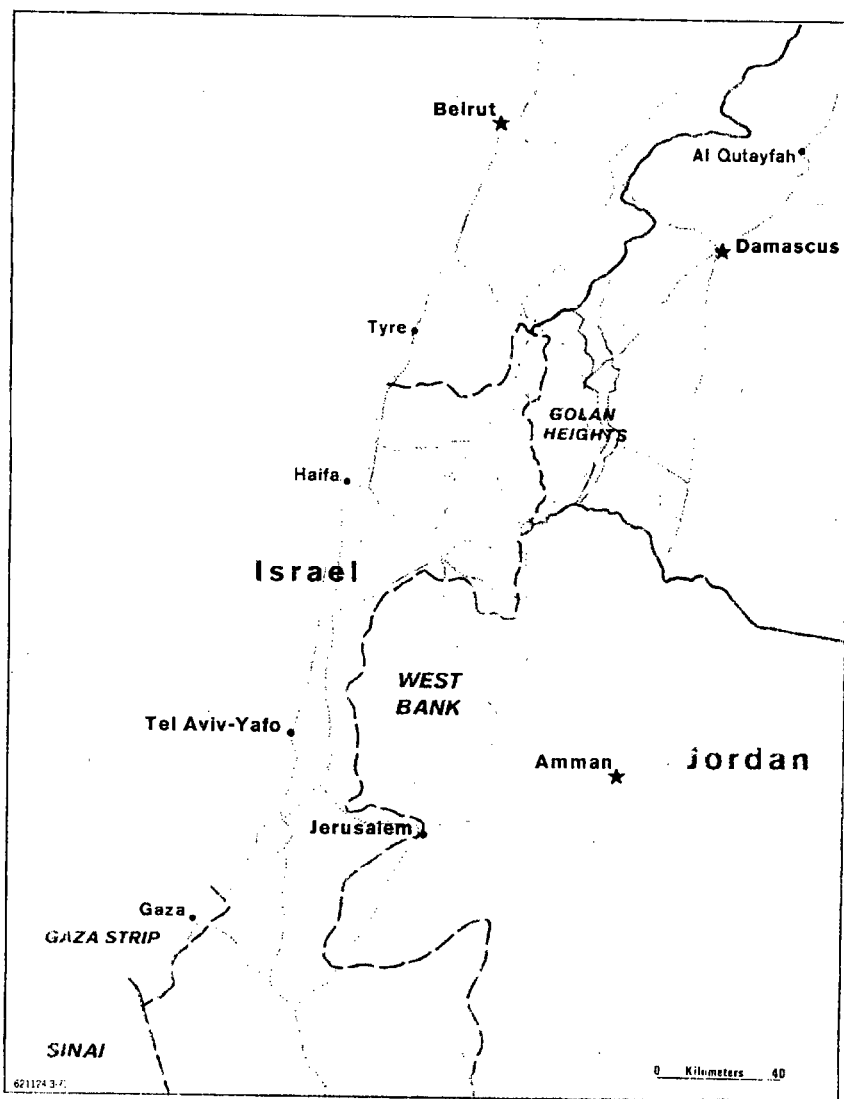 Beirut
Al Qutayfah
Damascus
Tyre
GOLAN
HEIGHTS
Haifa
Israel
WEST
BANK
Tel Aviv-Yafo
Amman
Jordan
Jerusalem
Gaza
GAZA STRIP
SINAI
0 Kilometers 40
621124